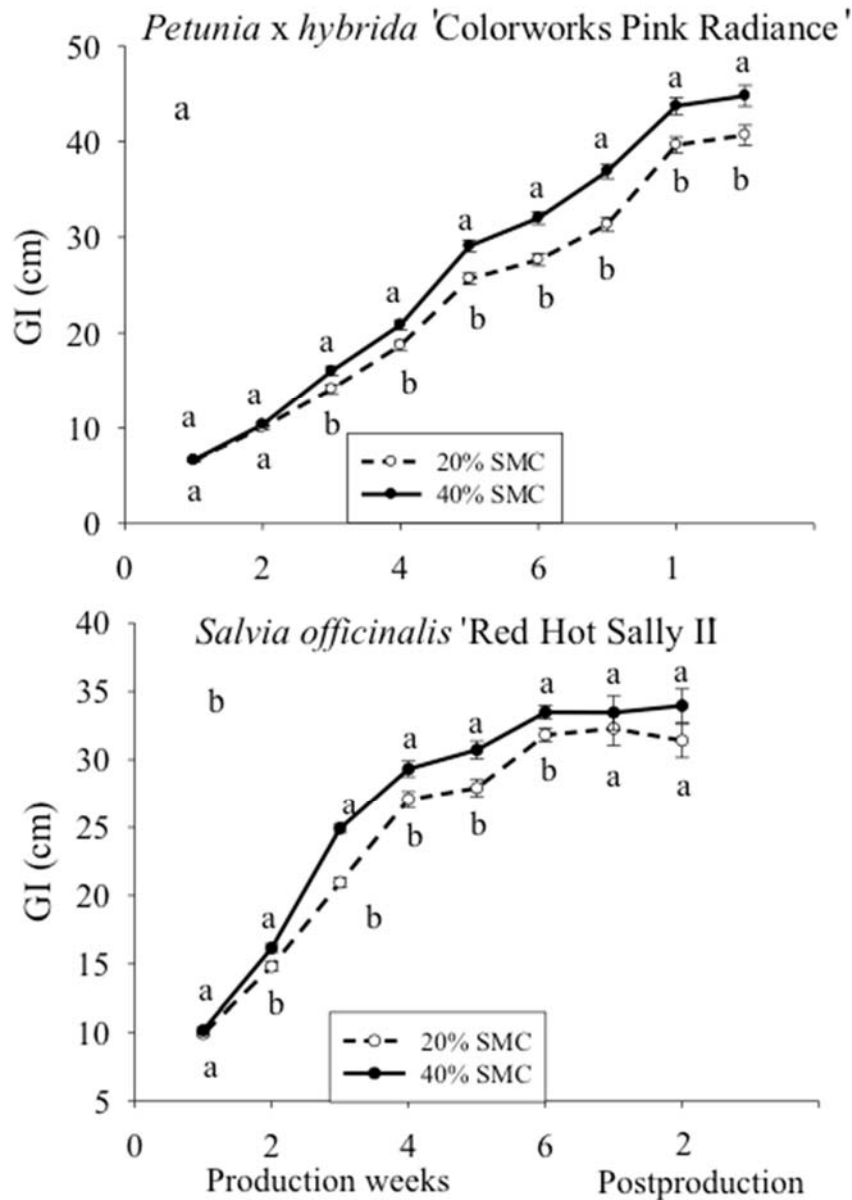 Petunia x hybrida 'Colorworks Pink Radiance'
50
a
a
a
40
a
b
b
a
30
a
b
GI (cm)
a
b
b
20
a
b
a
a
10
b
a
a
20% SMC
40% SMC
0
0 2 4 6 1
40
Salvia officinalis 'Red Hot Sally II
35
b
a
a
a
a
a
30
b
a
a
a
25
b
b
GI (cm)
20
a
b
15
a
b
10
a
20% SMC
40% SMC
5
0 2 4 6 2
Production weeks Postproduction